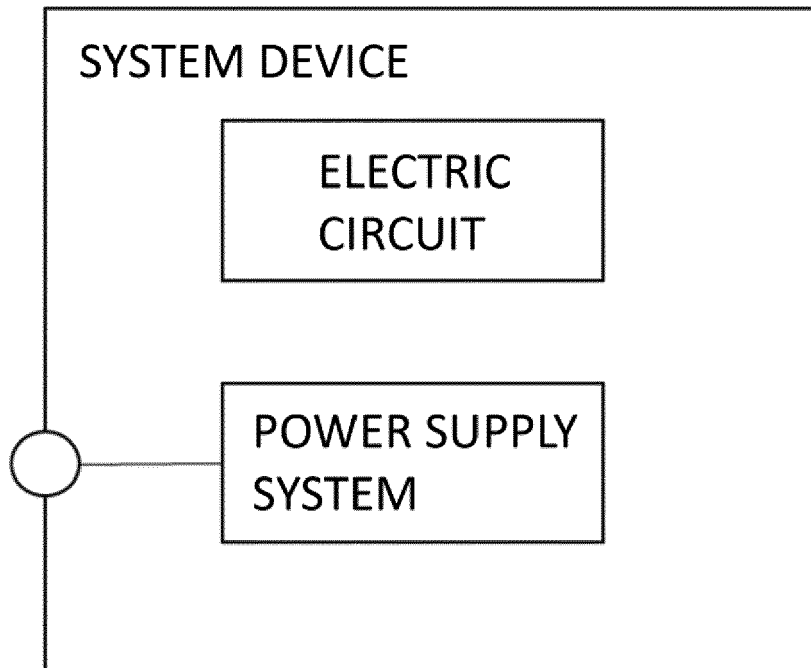 SYSTEM DEVICE
ELECTRIC
CIRCUIT
POWER SUPPLY
SYSTEM